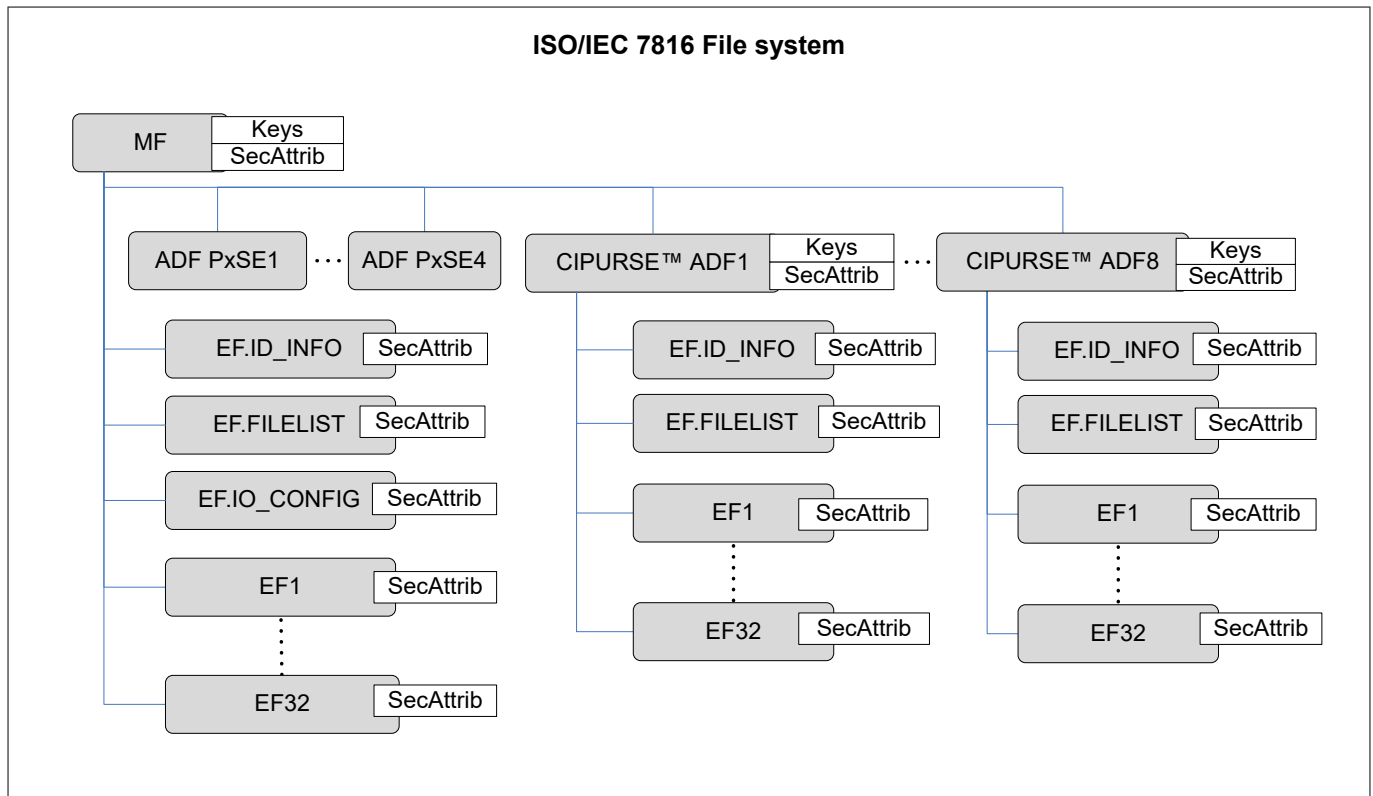 ISO/IEC 7816 File system
MF
Keys
SecAttrib
ADF PxSE1
...
ADF PxSE4
CIPURSE™ ADF1
Keys
SecAttrib
...
CIPURSE™ ADF8
Keys
SecAttrib
EF.ID_INFO
SecAttrib
EF.FILELIST
SecAttrib
EF.IO_CONFIG
SecAttrib
EF1
SecAttrib
EF32
SecAttrib
EF.ID_INFO
SecAttrib
EF.FILELIST
SecAttrib
EF1
SecAttrib
EF32
SecAttrib
EF.ID_INFO
SecAttrib
EF.FILELIST
SecAttrib
EF1
SecAttrib
EF32
SecAttrib